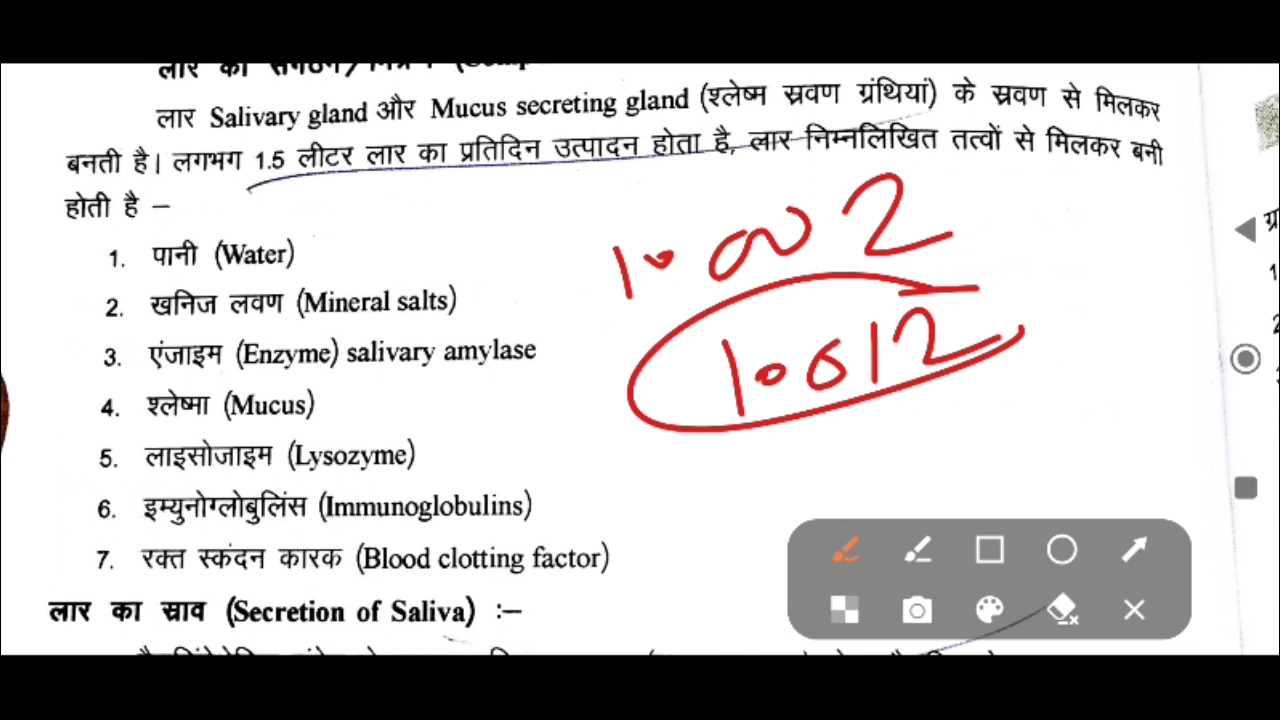 लार का संगठन/
लार Salivary gland और Mucus secreting gland (श्लेष्म स्रवण ग्रंथियां) के स्रवण से मिलकर
बनती है। लगभग 1.5 लीटर लार का प्रतिदिन उत्पादन होता है, लार निम्नलिखित तत्वों से मिलकर बनी
होती है –
1. पानी (Water)
2. खनिज लवण (Mineral salts)
3. एंजाइम (Enzyme) salivary amylase
4. श्लेष्मा (Mucus)
5. लाइसोजाइम (Lysozyme)
6. इम्युनोग्लोबुलिंस (Immunoglobulins)
7. रक्त स्कंदन कारक (Blood clotting factor)
1.002
1.012
लार का स्राव (Secretion of Saliva) :–